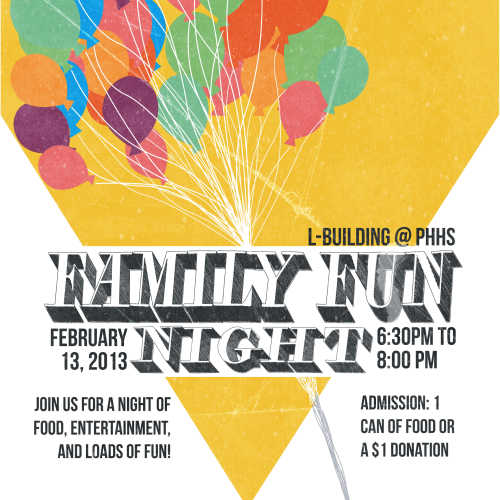 L-BUILDING @ PHHS
FAMILY FUN
NIGHT
FEBRUARY
13, 2013
6:30PM TO
8:00 PM
JOIN US FOR A NIGHT OF
FOOD, ENTERTAINMENT,
AND LOADS OF FUN!
ADMISSION: 1
CAN OF FOOD OR
A $1 DONATION